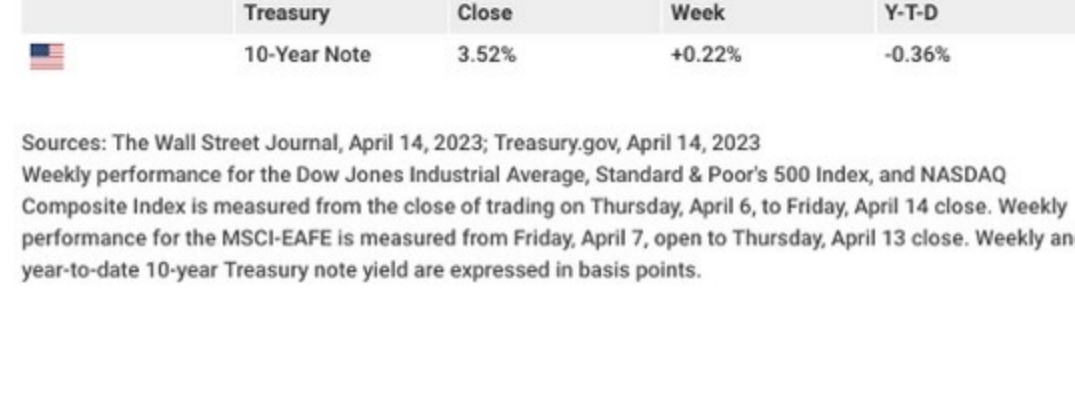 Treasury Close Week Y-T-D
10-Year Note 3.52% +0.22% -0.36%
Sources: The Wall Street Journal, April 14, 2023; Treasury.gov, April 14, 2023
Weekly performance for the Dow Jones Industrial Average, Standard & Poor's 500 Index, and NASDAQ
Composite Index is measured from the close of trading on Thursday, April 6, to Friday, April 14 close. Weekly
performance for the MSCI-EAFE is measured from Friday, April 7, open to Thursday, April 13 close. Weekly an
year-to-date 10-year Treasury note yield are expressed in basis points.